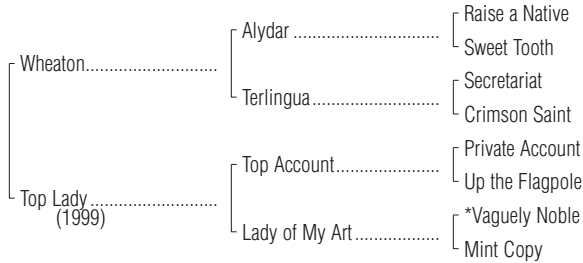 Raise a Native
Alydar
Sweet Tooth
Wheaton
Secretariat
Terlingua
Crimson Saint
Private Account
Top Account
Up the Flagpole
Top Lady
(1999)
*Vaguely Noble
Lady of My Art
Mint Copy